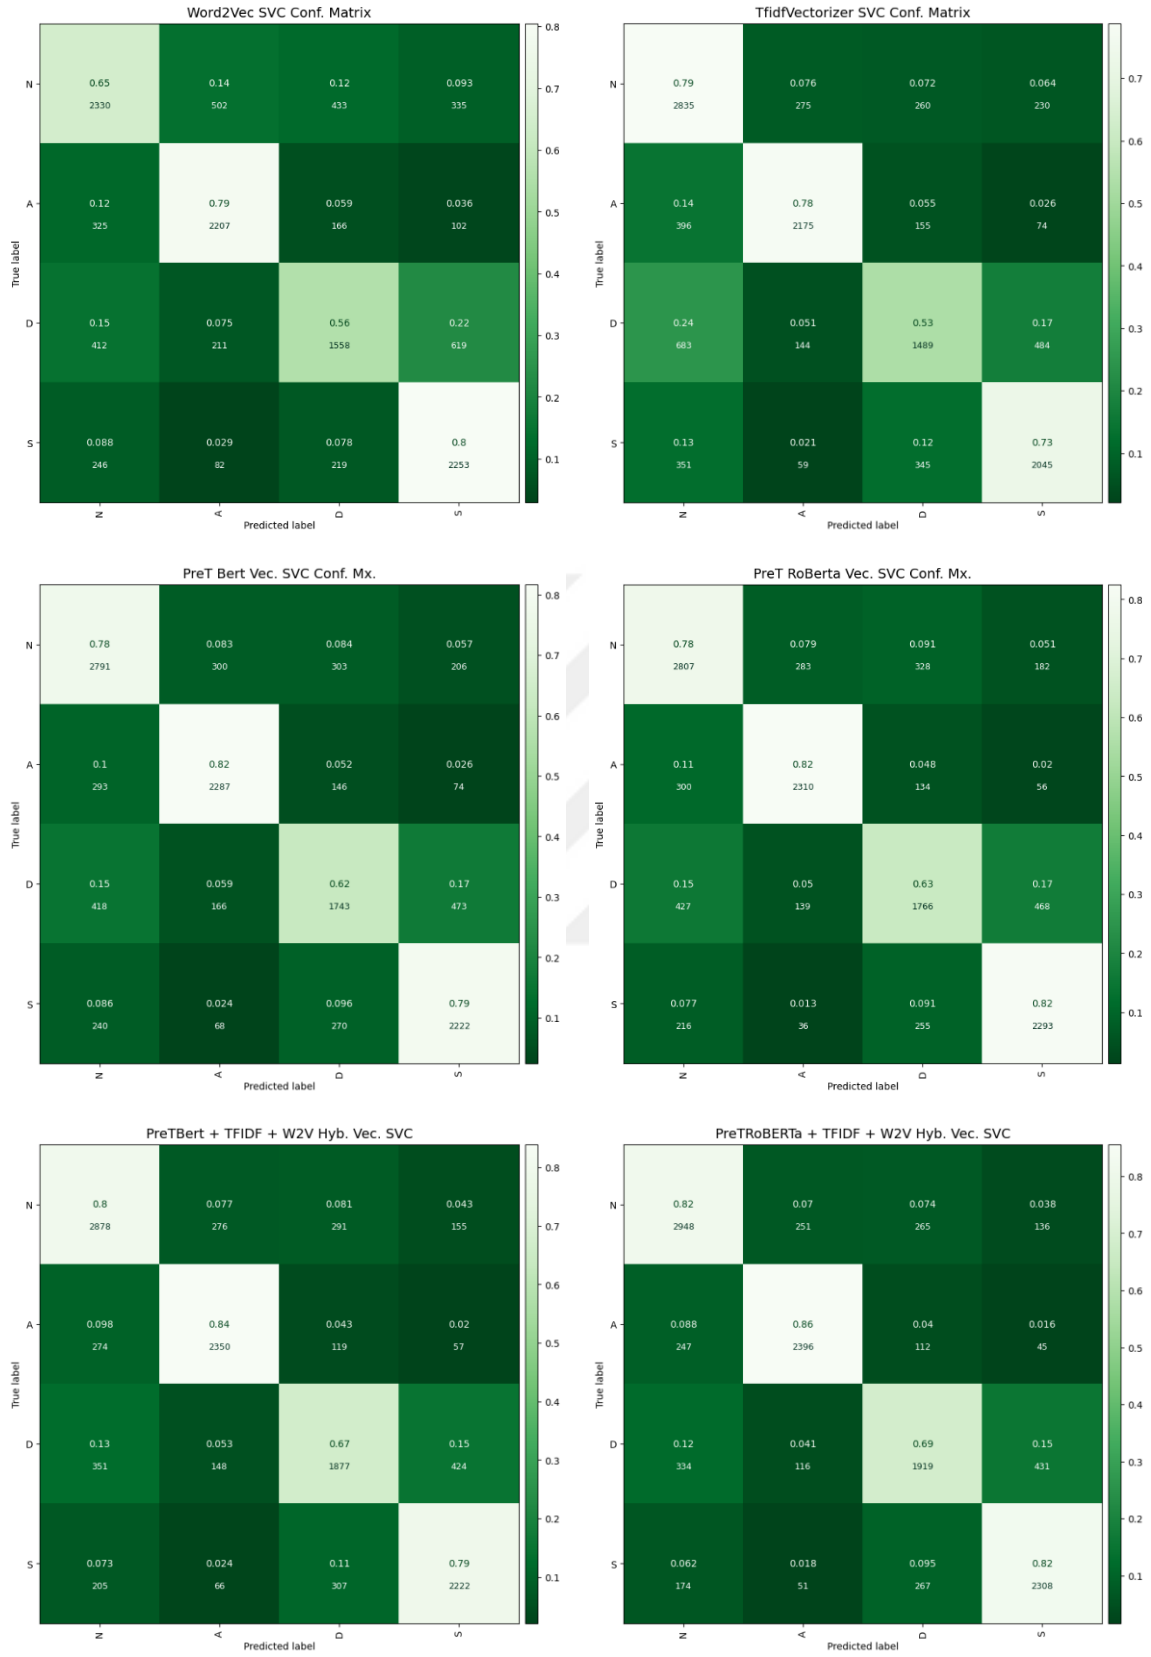 Word2Vec SVC Conf. Matrix
N 0.65 0.14 0.12 0.093
2330 502 433 335
A 0.12 0.79 0.059 0.036
325 2207 166 102
D 0.15 0.075 0.56 0.22
412 211 1558 619
S 0.088 0.029 0.078 0.8
246 82 219 2253
N A D S
True label
Predicted label
0.8
0.7
0.6
0.5
0.4
0.3
0.2
0.1
TfidfVectorizer SVC Conf. Matrix
N 0.79 0.076 0.072 0.064
2835 275 260 230
A 0.14 0.78 0.055 0.026
396 2175 155 74
D 0.24 0.051 0.53 0.17
683 144 1489 484
S 0.13 0.021 0.12 0.73
351 59 345 2045
N A D S
True label
Predicted label
0.7
0.6
0.5
0.4
0.3
0.2
0.1
PreT Bert Vec. SVC Conf. Mx.
N 0.78 0.083 0.084 0.057
2791 300 303 206
A 0.1 0.82 0.052 0.026
293 2287 146 74
D 0.15 0.059 0.62 0.17
418 166 1743 473
S 0.086 0.024 0.096 0.79
240 68 270 2222
N A D S
True label
Predicted label
0.8
0.7
0.6
0.5
0.4
0.3
0.2
0.1
PreT RoBerta Vec. SVC Conf. Mx.
N 0.78 0.079 0.091 0.051
2807 283 328 182
A 0.11 0.82 0.048 0.02
300 2310 134 56
D 0.15 0.05 0.63 0.17
427 139 1766 468
S 0.077 0.013 0.091 0.82
216 36 255 2293
N A D S
True label
Predicted label
0.8
0.7
0.6
0.5
0.4
0.3
0.2
0.1
PreTBert + TFIDF + W2V Hyb. Vec. SVC
N 0.8 0.077 0.081 0.043
2878 276 291 155
A 0.098 0.84 0.043 0.02
274 2350 119 57
D 0.13 0.053 0.67 0.15
351 148 1877 424
S 0.073 0.024 0.11 0.79
205 66 307 2222
N A D S
True label
Predicted label
0.8
0.7
0.6
0.5
0.4
0.3
0.2
0.1
PreTRoBERTa + TFIDF + W2V Hyb. Vec. SVC
N 0.82 0.07 0.074 0.038
2948 251 265 136
A 0.088 0.86 0.04 0.016
247 2396 112 45
D 0.12 0.041 0.69 0.15
334 116 1919 431
S 0.062 0.018 0.095 0.82
174 51 267 2308
N A D S
True label
Predicted label
0.8
0.7
0.6
0.5
0.4
0.3
0.2
0.1